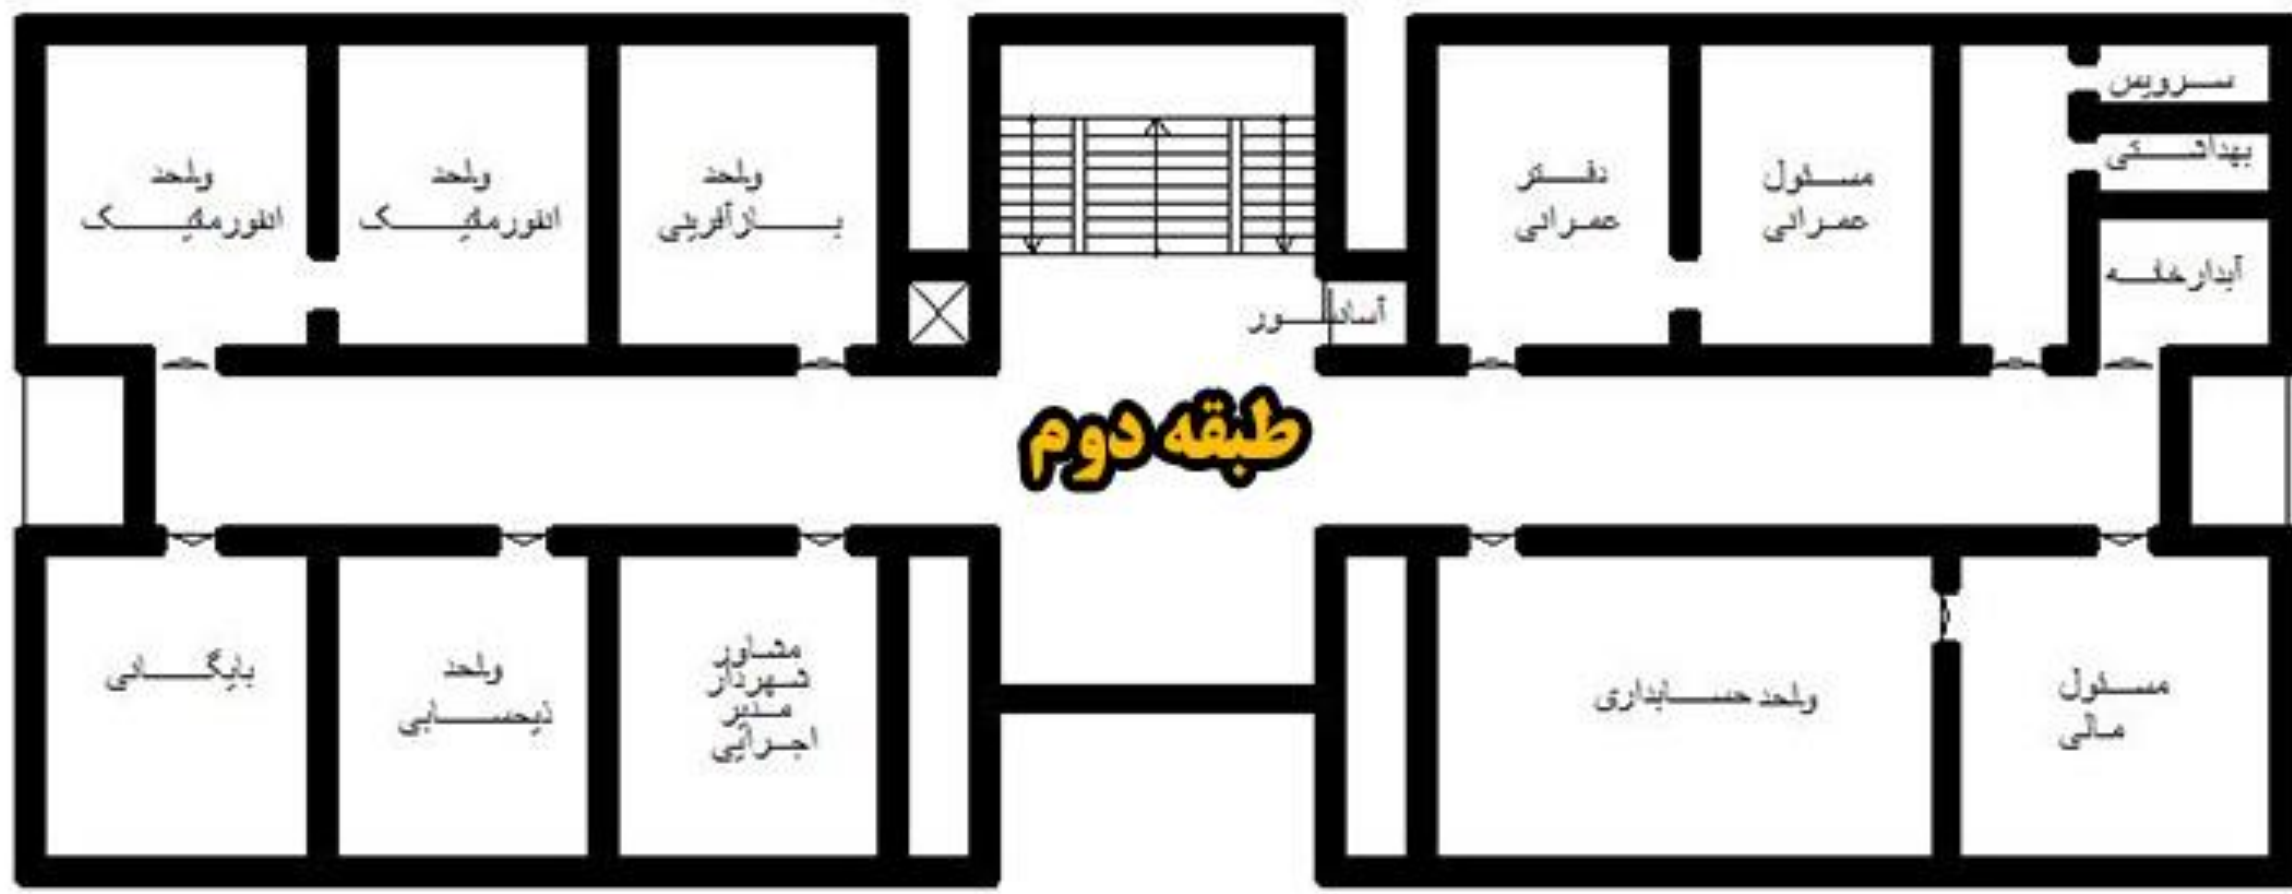 سرویس
بهداشتی
آبدارخانه
مسئول
عمرانی
دفتر
عمرانی
آسانسور
واحد
بازآفرینی
واحد
انفورماتیک
واحد
انفورماتیک
طبقه دوم
مسئول
مالی
واحد حسابداری
مشاور
شهردار
مدیر
اجرایی
واحد
ذیحسابی
بایگانی